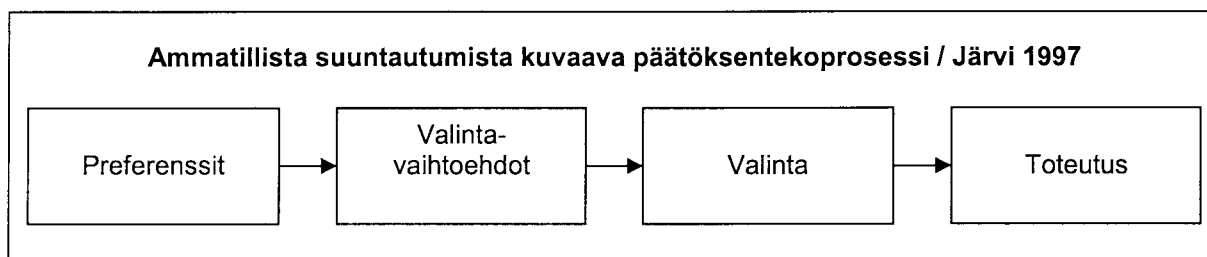 Ammatillista suuntautumista kuvaava päätöksentekoprosessi / Järvi 1997
Preferenssit
Valinta-
vaihtoehdot
Valinta
Toteutus